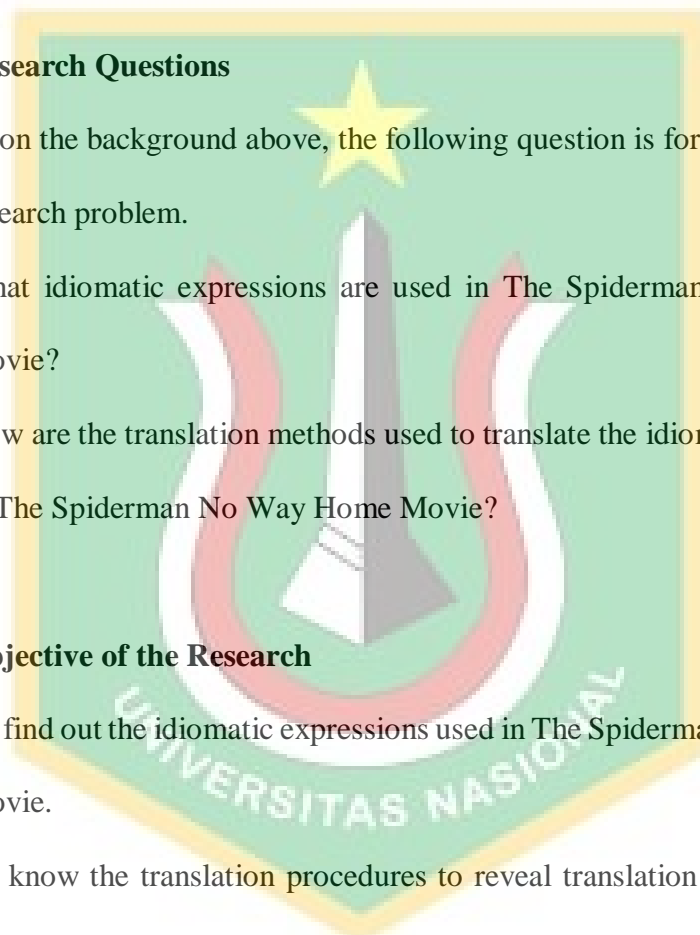 search Questions
on the background above, the following question is for
earch problem.
hat idiomatic expressions are used in The Spiderman
ovie?
w are the translation methods used to translate the idion
The Spiderman No Way Home Movie?
jective of the Research
find out the idiomatic expressions used in The Spiderma
ovie.
know the translation procedures to reveal translation
UNIVERSITAS NASIONAL